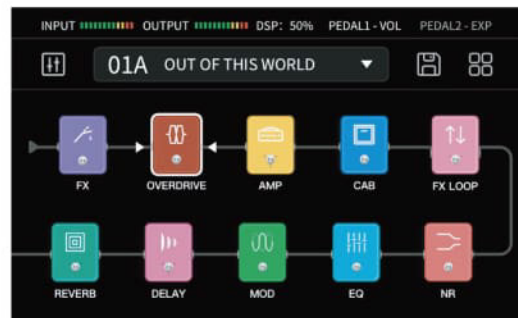 INPUT OUTPUT DSP: 50% PEDAL1-VOL PEDAL2-EXP
01A OUT OF THIS WORLD
FX OVERDRIVE AMP CAB FX LOOP
REVERB DELAY MOD EQ NR